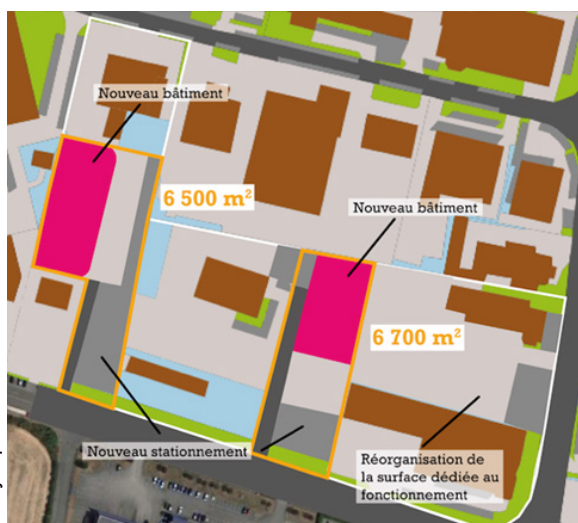 Nouveau bâtiment
6 500 m²
Nouveau bâtiment
6 700 m²
Nouveau stationnement
Réorganisation de
la surface dédiée au
fonctionnement